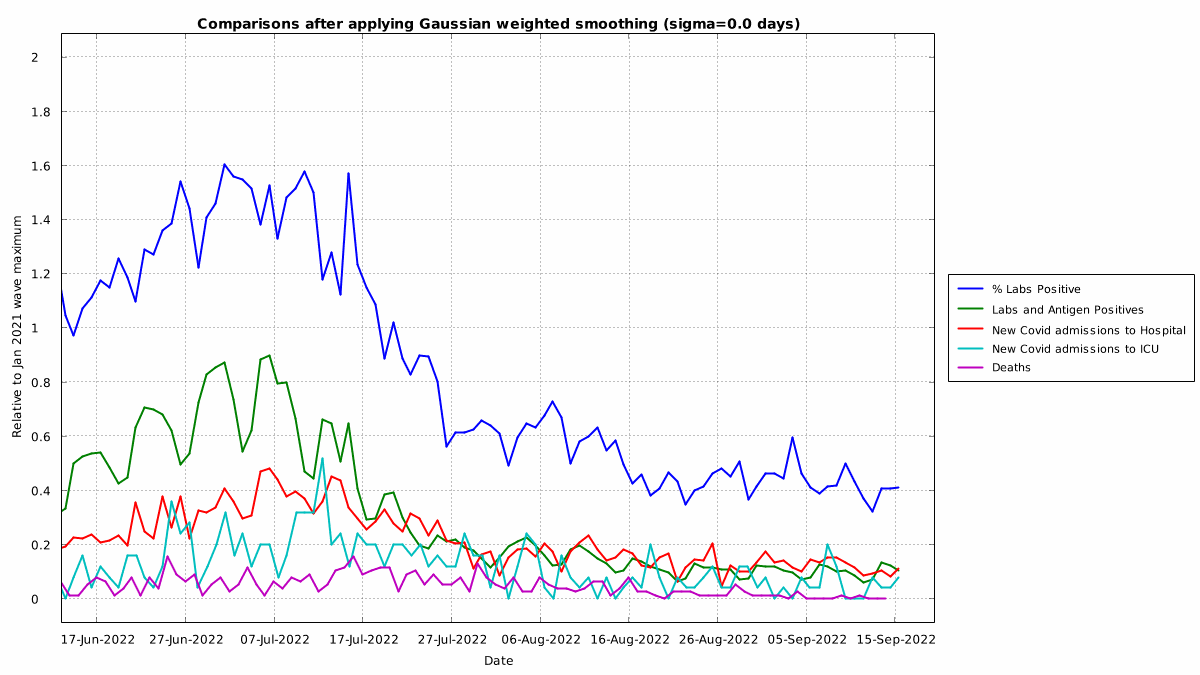 Comparisons after applying Gaussian weighted smoothing (sigma=0.0 days)
Relative to Jan 2021 wave maximum
2
1.8
1.6
1.4
1.2
1
0.8
0.6
0.4
0.2
0
17-Jun-2022 27-Jun-2022 07-Jul-2022 17-Jul-2022 27-Jul-2022 06-Aug-2022 16-Aug-2022 26-Aug-2022 05-Sep-2022 15-Sep-2022
Date
% Labs Positive
Labs and Antigen Positives
New Covid admissions to Hospital
New Covid admissions to ICU
Deaths